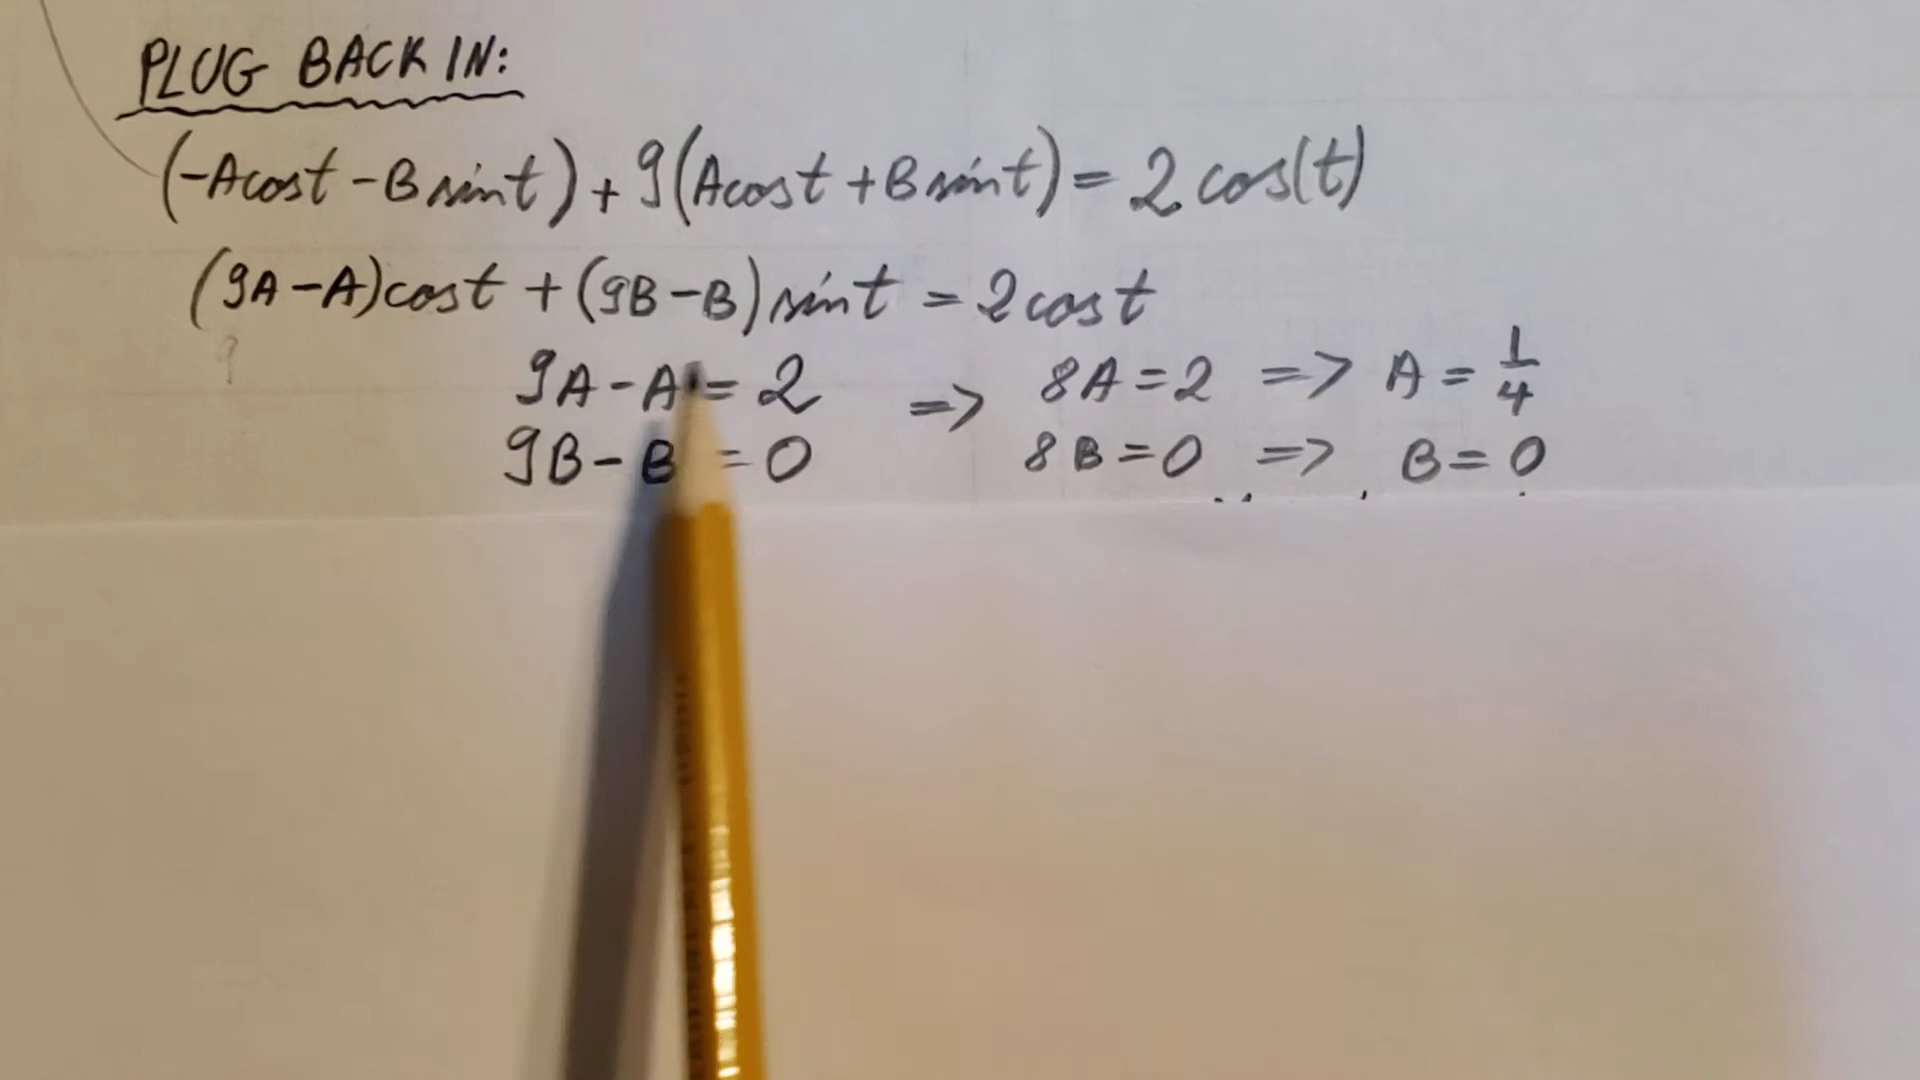 PLUG BACK IN:
(-Acost - Bsint) + 9(Acost + Bsint) = 2cos(t)
(9A-A)cost + (9B-B)sint = 2cost
9A-A = 2 => 8A=2 => A = 1/4
9B-B = 0 8B=0 => B=0